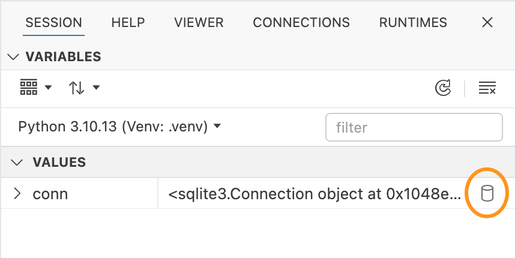 SESSION HELP VIEWER CONNECTIONS RUNTIMES
VARIABLES
Python 3.10.13 (Venv: .venv) filter
VALUES
conn <sqlite3.Connection object at 0x1048e...